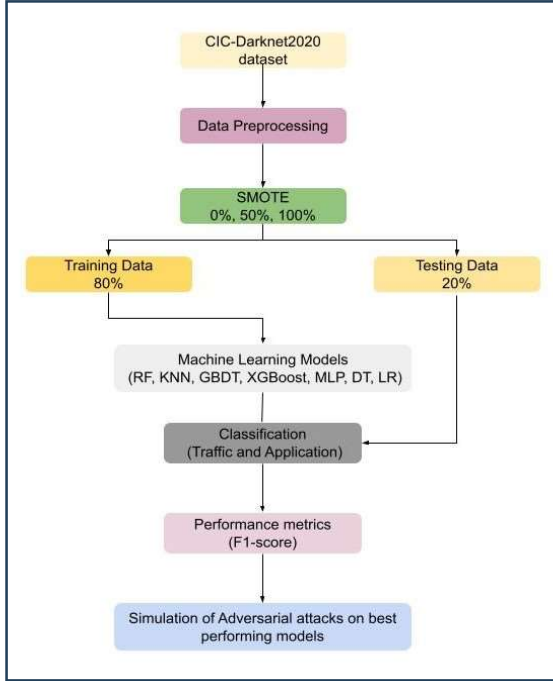 CIC-Darknet2020
dataset
Data Preprocessing
SMOTE
0%, 50%, 100%
Training Data
80%
Testing Data
20%
Machine Learning Models
(RF, KNN, GBDT, XGBoost, MLP, DT, LR)
Classification
(Traffic and Application)
Performance metrics
(F1-score)
Simulation of Adversarial attacks on best
performing models